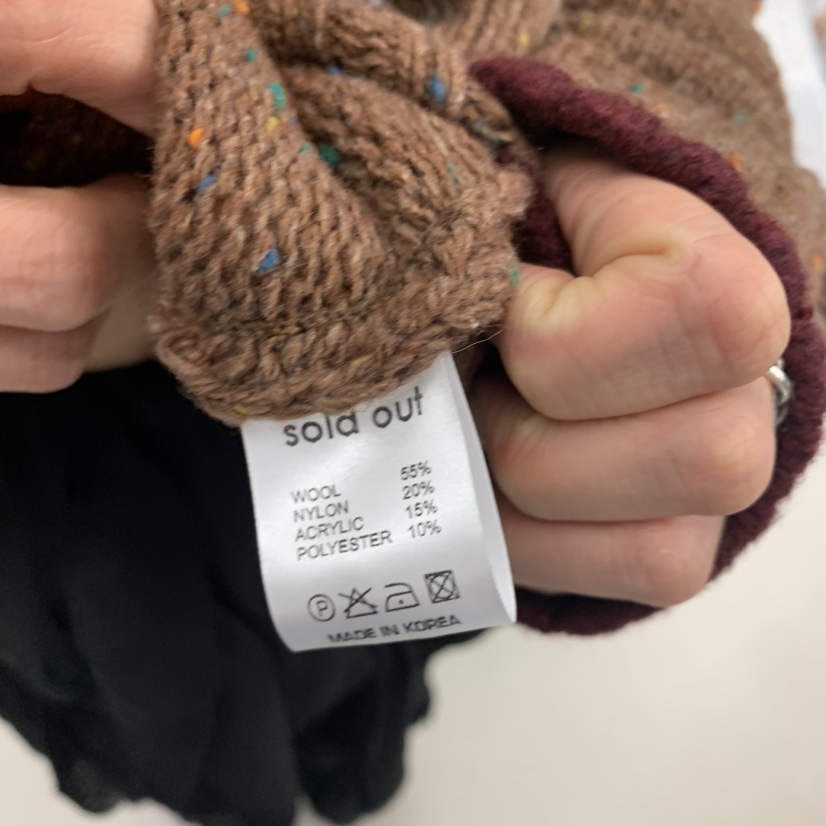 sold out
WOOL 55%
NYLON 20%
ACRYLIC 15%
POLYESTER 10%
P
MADE IN KOREA